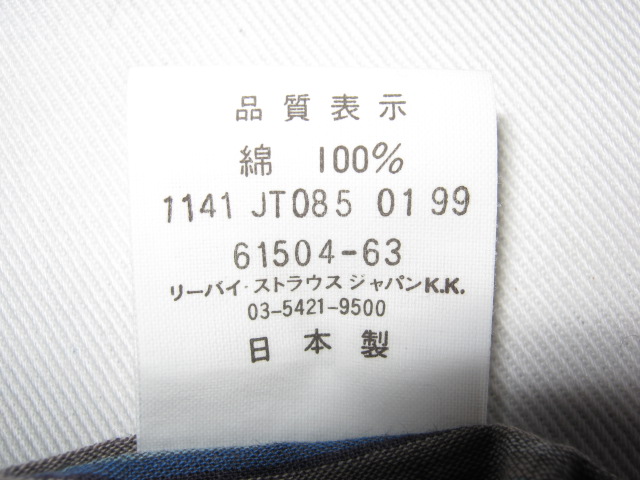 品質表示
綿 100%
1141 JT085 01 99
61504-63
リーバイ・ストラウス ジャパンK.K.
03-5421-9500
日本製